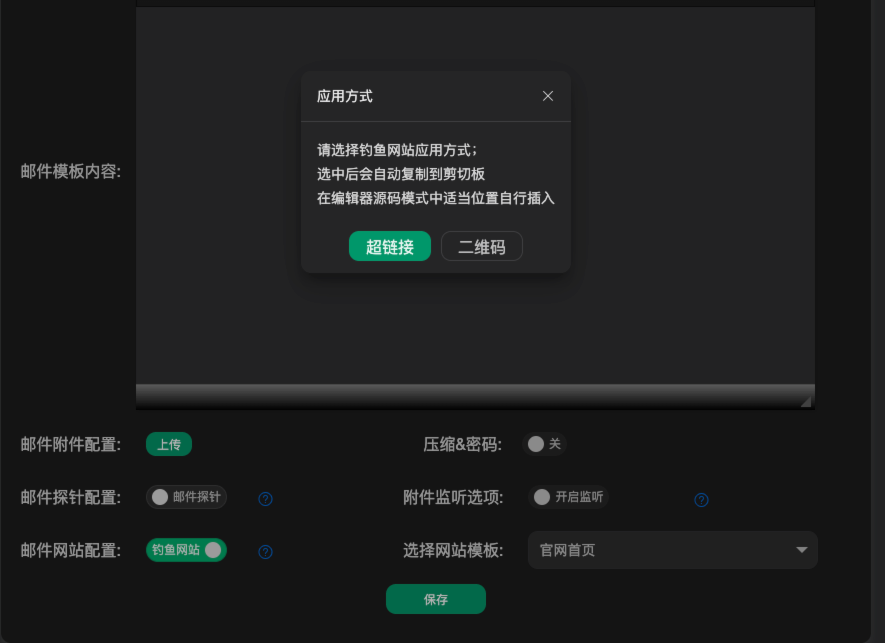 应用方式
请选择钓鱼网站应用方式；
选中后会自动复制到剪切板
在编辑器源码模式中适当位置自行插入
超链接 二维码
邮件模板内容:
邮件附件配置: 上传 压缩&密码: 关
邮件探针配置: 邮件探针 ? 附件监听选项: 开启监听 ?
邮件网站配置: 钓鱼网站 ? 选择网站模板: 官网首页
保存